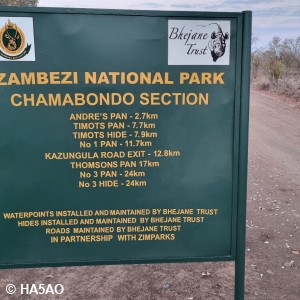 Bhejane
Trust
ZAMBEZI NATIONAL PARK
CHAMABONDO SECTION
ANDRE'S PAN - 2.7km
TIMOTS PAN - 7.7km
TIMOTS HIDE - 7.9km
No 1 PAN - 11.7km
KAZUNGULA ROAD EXIT - 12.8km
THOMSONS PAN 17km
No 3 PAN - 24km
No 3 HIDE - 24km
WATERPOINTS INSTALLED AND MAINTAINED BY BHEJANE TRUST
HIDES INSTALLED AND MAINTAINED BY BHEJANE TRUST
ROADS MAINTAINED BY BHEJANE TRUST
IN PARTNERSHIP WITH ZIMPARKS
© HA5AO